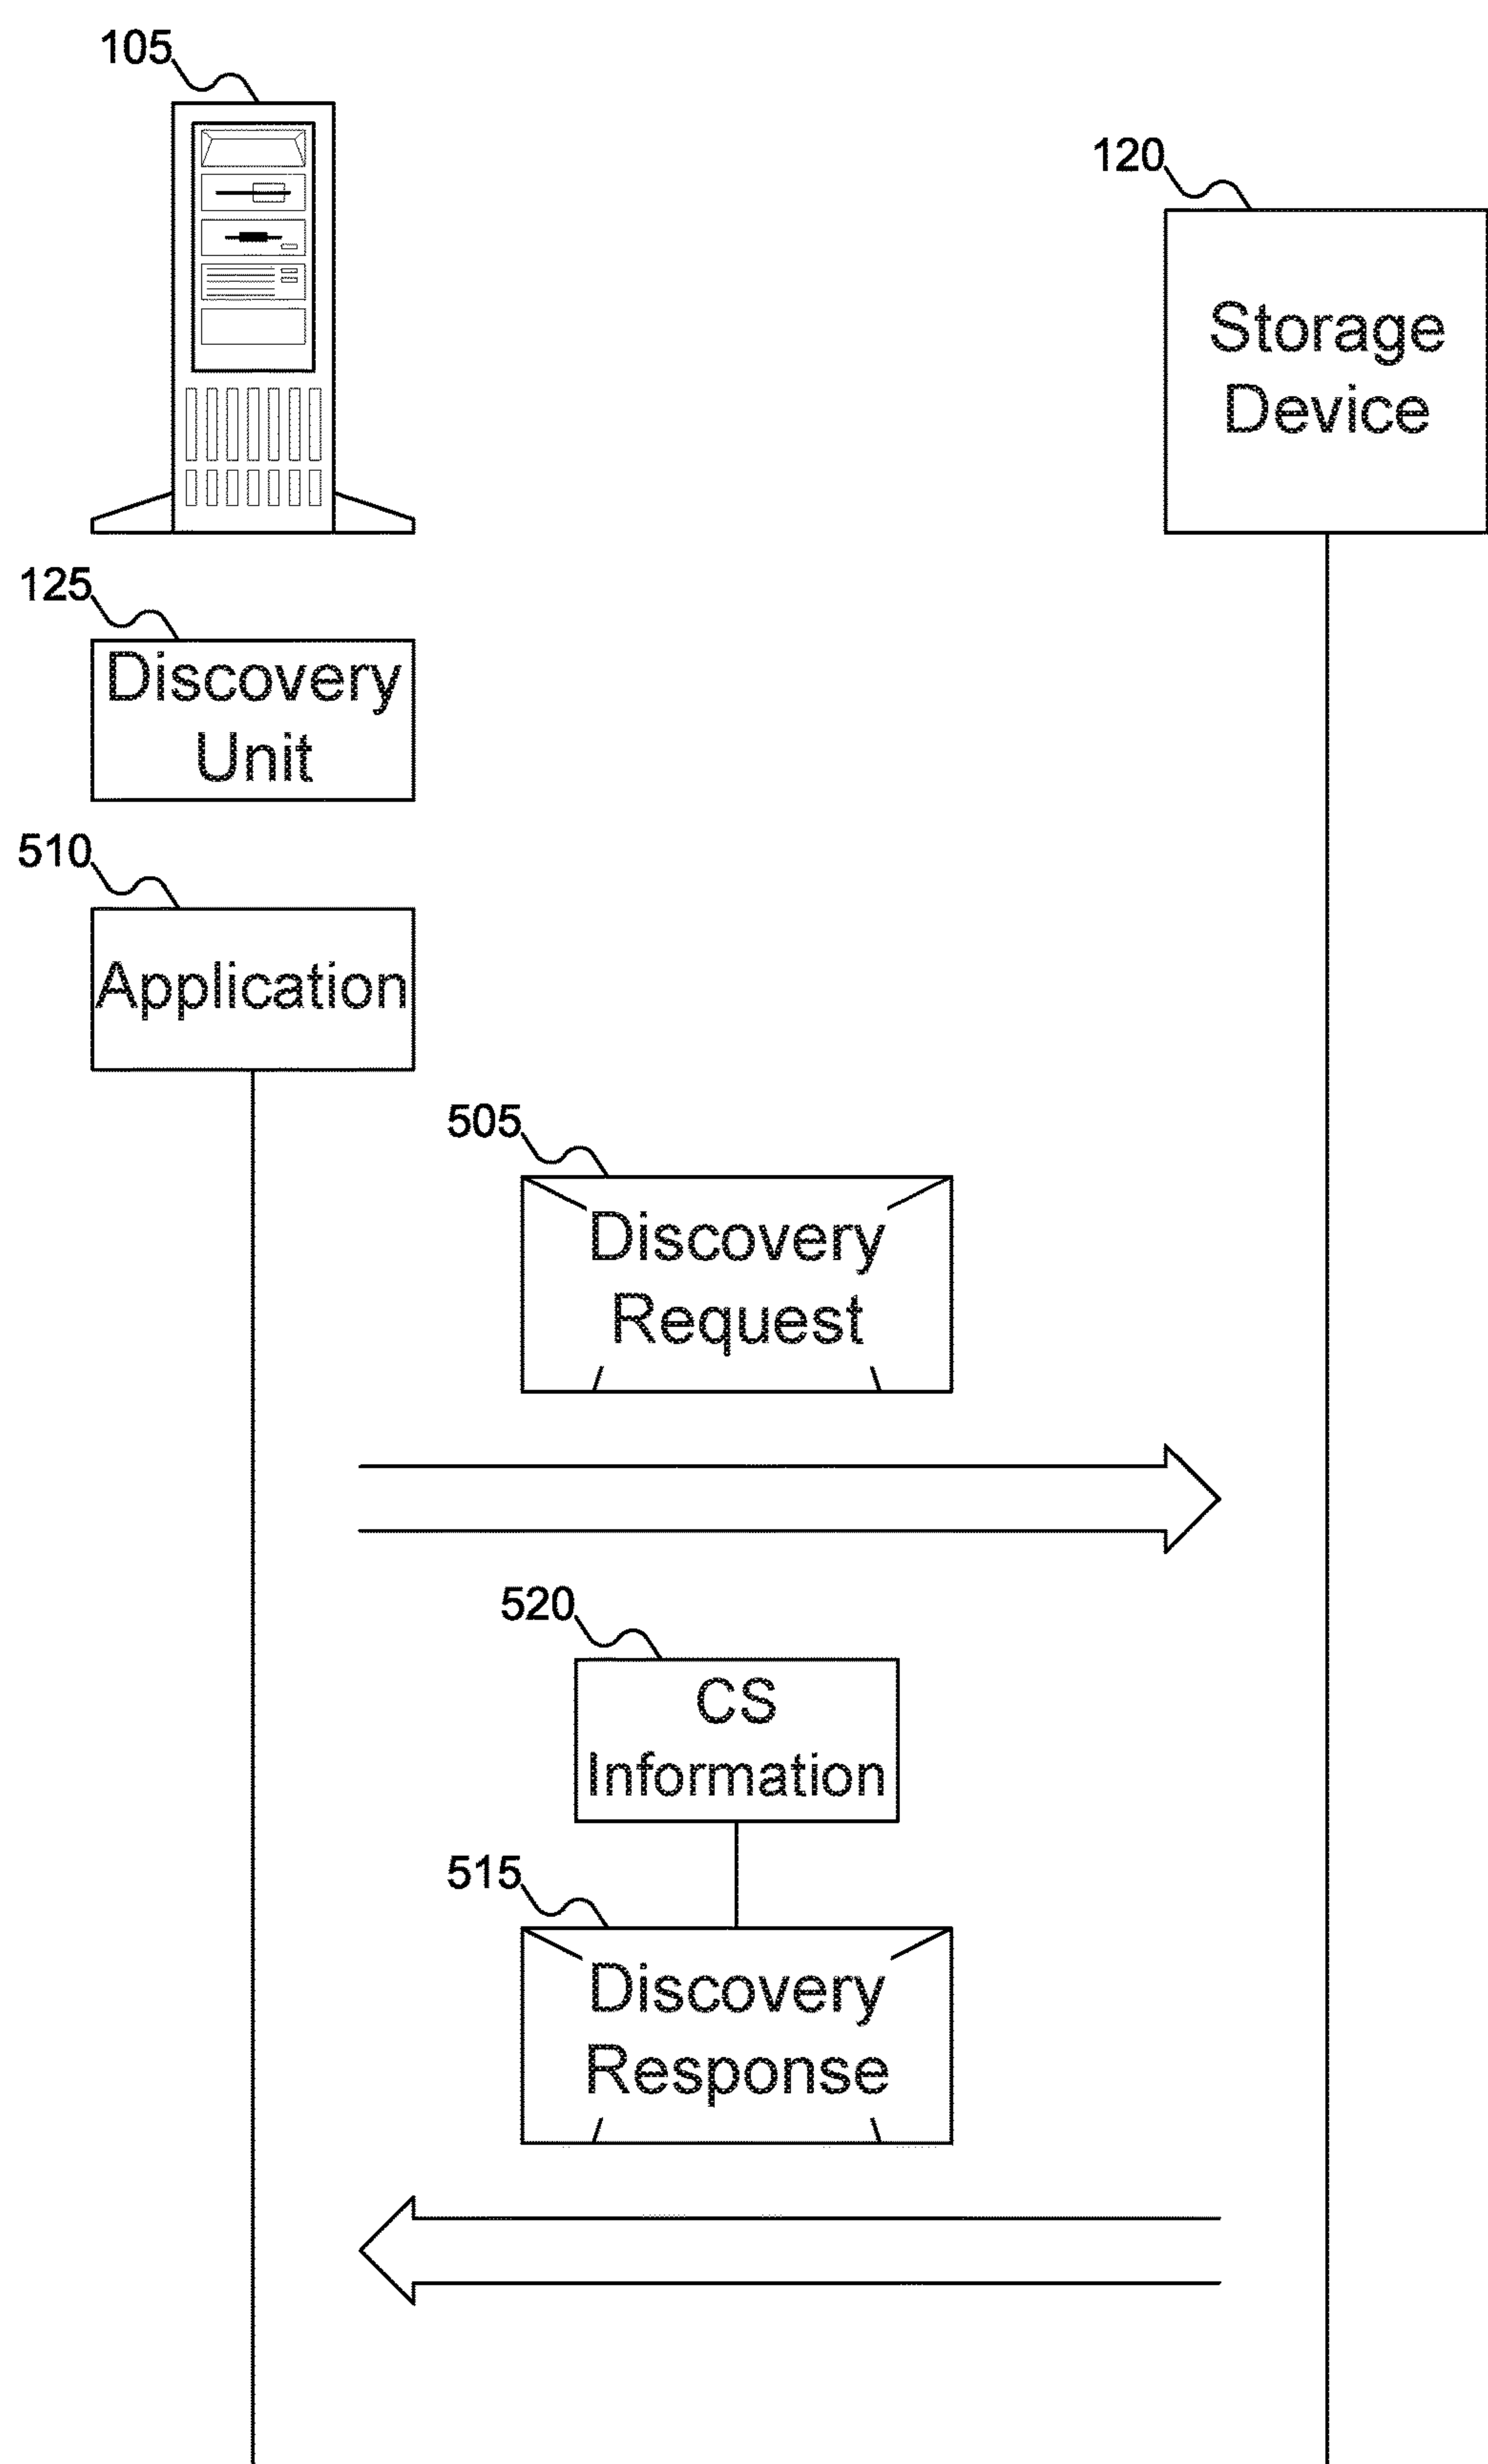 105
120
Storage
Device
125
Discovery
Unit
510
Application
505
Discovery
Request
520
CS
Information
515
Discovery
Response